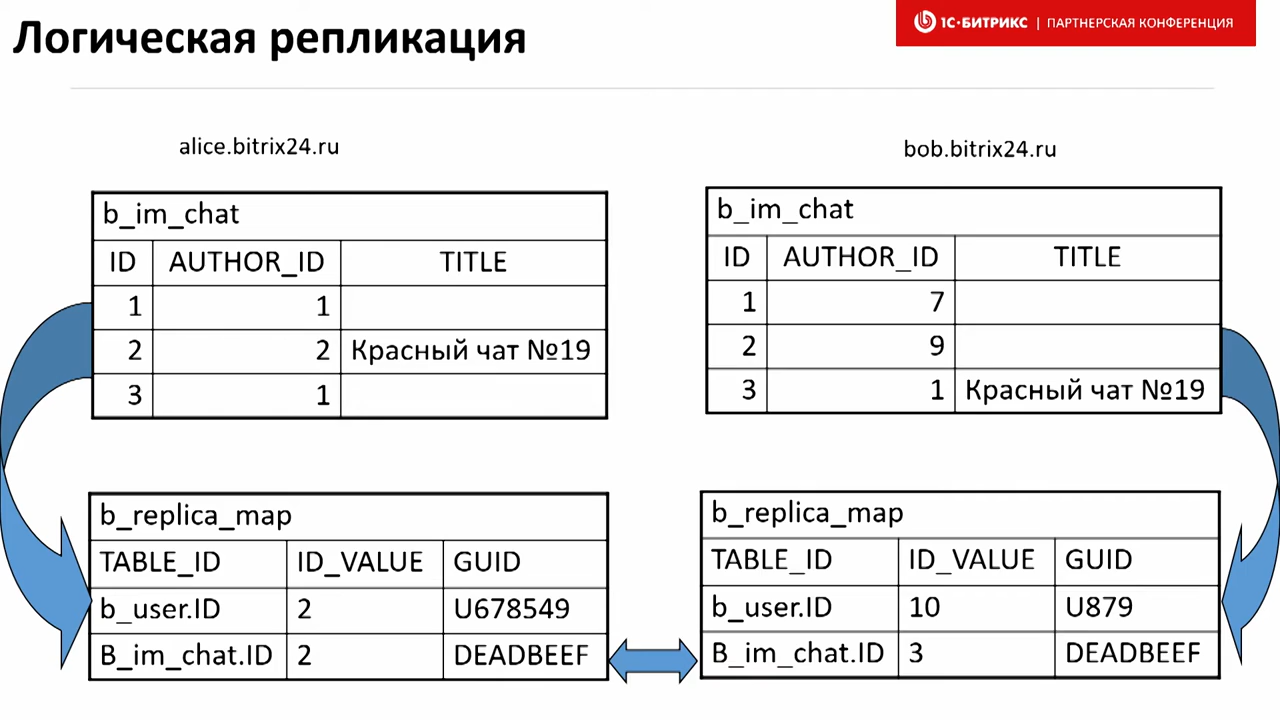 Логическая репликация
1С·БИТРИКС | ПАРТНЕРСКАЯ КОНФЕРЕНЦИЯ
alice.bitrix24.ru
b_im_chat
ID AUTHOR_ID TITLE
1 1
2 2 Красный чат №19
3 1
b_replica_map
TABLE_ID ID_VALUE GUID
b_user.ID 2 U678549
B_im_chat.ID 2 DEADBEEF
bob.bitrix24.ru
b_im_chat
ID AUTHOR_ID TITLE
1 7
2 9
3 1 Красный чат №19
b_replica_map
TABLE_ID ID_VALUE GUID
b_user.ID 10 U879
B_im_chat.ID 3 DEADBEEF